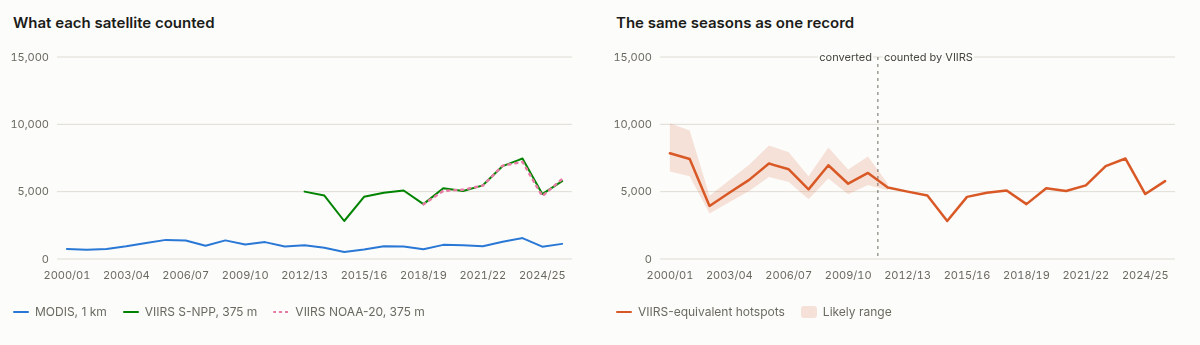 What each satellite counted
15,000
10,000
5,000
0
2000/01 2003/04 2006/07 2009/10 2012/13 2015/16 2018/19 2021/22 2024/25
MODIS, 1 km VIIRS S-NPP, 375 m VIIRS NOAA-20, 375 m
The same seasons as one record
15,000
converted counted by VIIRS
10,000
5,000
0
2000/01 2003/04 2006/07 2009/10 2012/13 2015/16 2018/19 2021/22 2024/25
VIIRS-equivalent hotspots Likely range